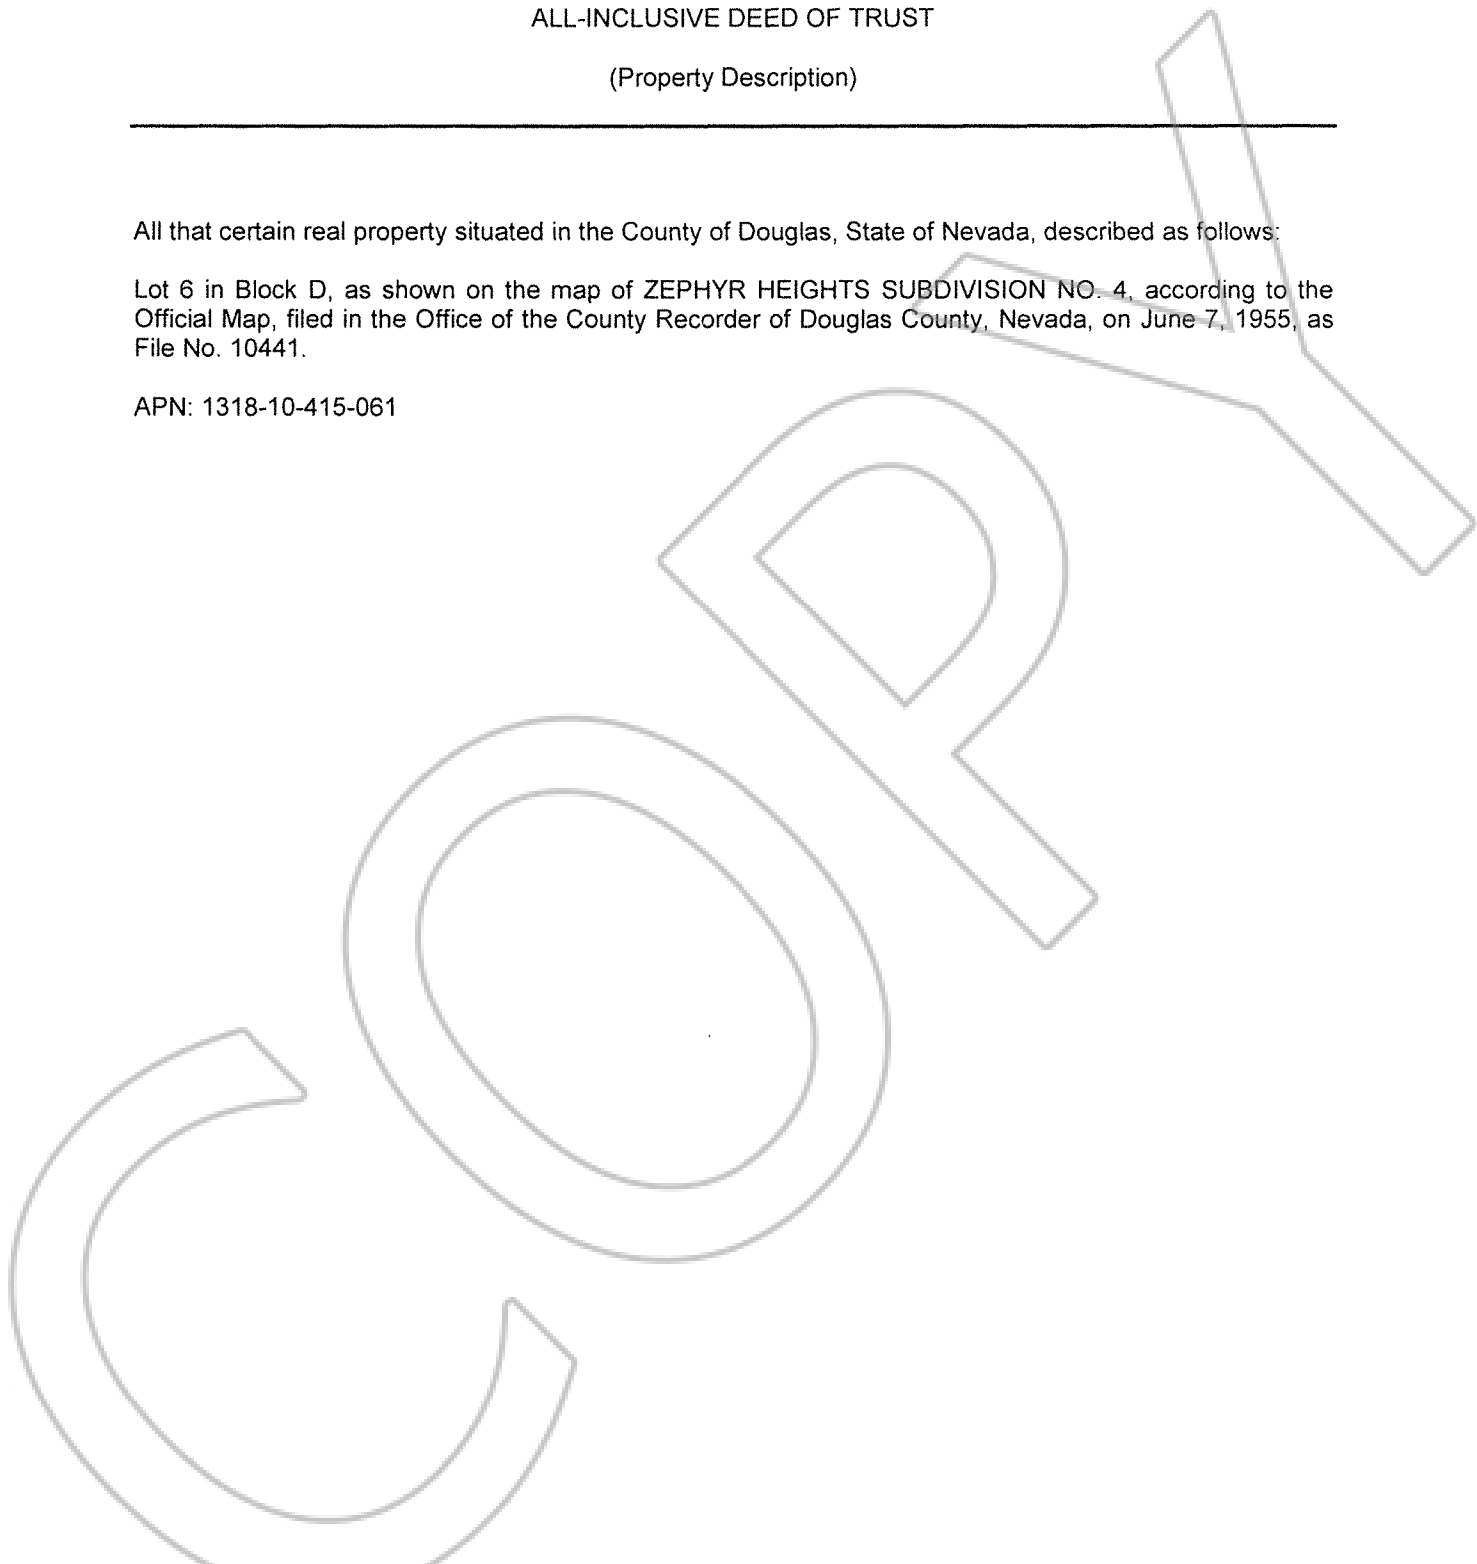 ALL-INCLUSIVE DEED OF TRUST
(Property Description)
All that certain real property situated in the County of Douglas, State of Nevada, described as follows:
Lot 6 in Block D, as shown on the map of ZEPHYR HEIGHTS SUBDIVISION NO. 4, according to the
Official Map, filed in the Office of the County Recorder of Douglas County, Nevada, on June 7, 1955, as
File No. 10441.
APN: 1318-10-415-061
COPY